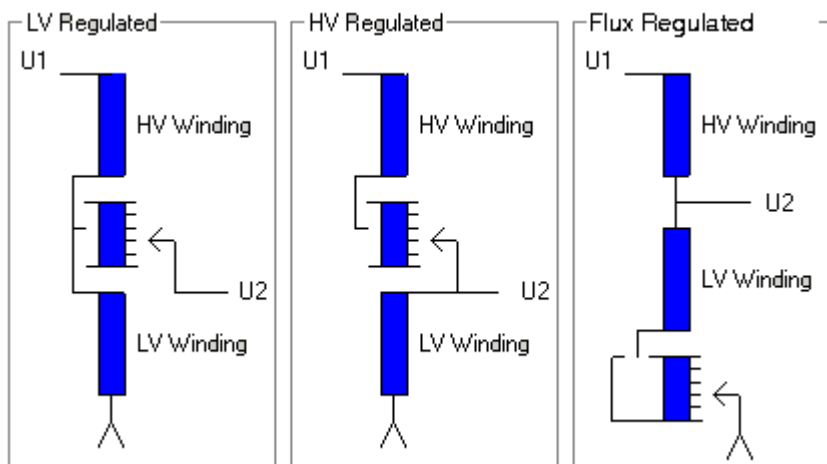 LV Regulated
U1
HV Winding
U2
LV Winding
HV Regulated
U1
HV Winding
U2
LV Winding
Flux Regulated
U1
HV Winding
U2
LV Winding